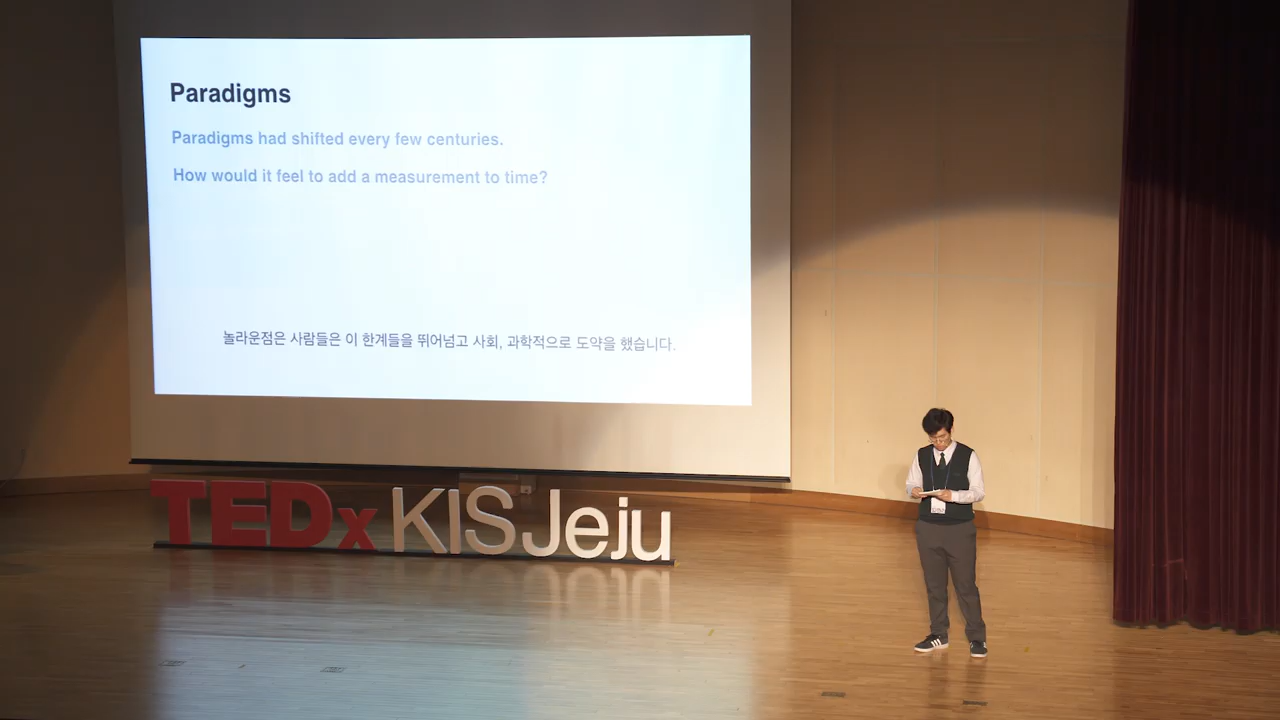 Paradigms
Paradigms had shifted every few centuries.
How would it feel to add a measurement to time?
놀라운점은 사람들은 이 한계들을 뛰어넘고 사회, 과학적으로 도약을 했습니다.
TEDx KIS Jeju